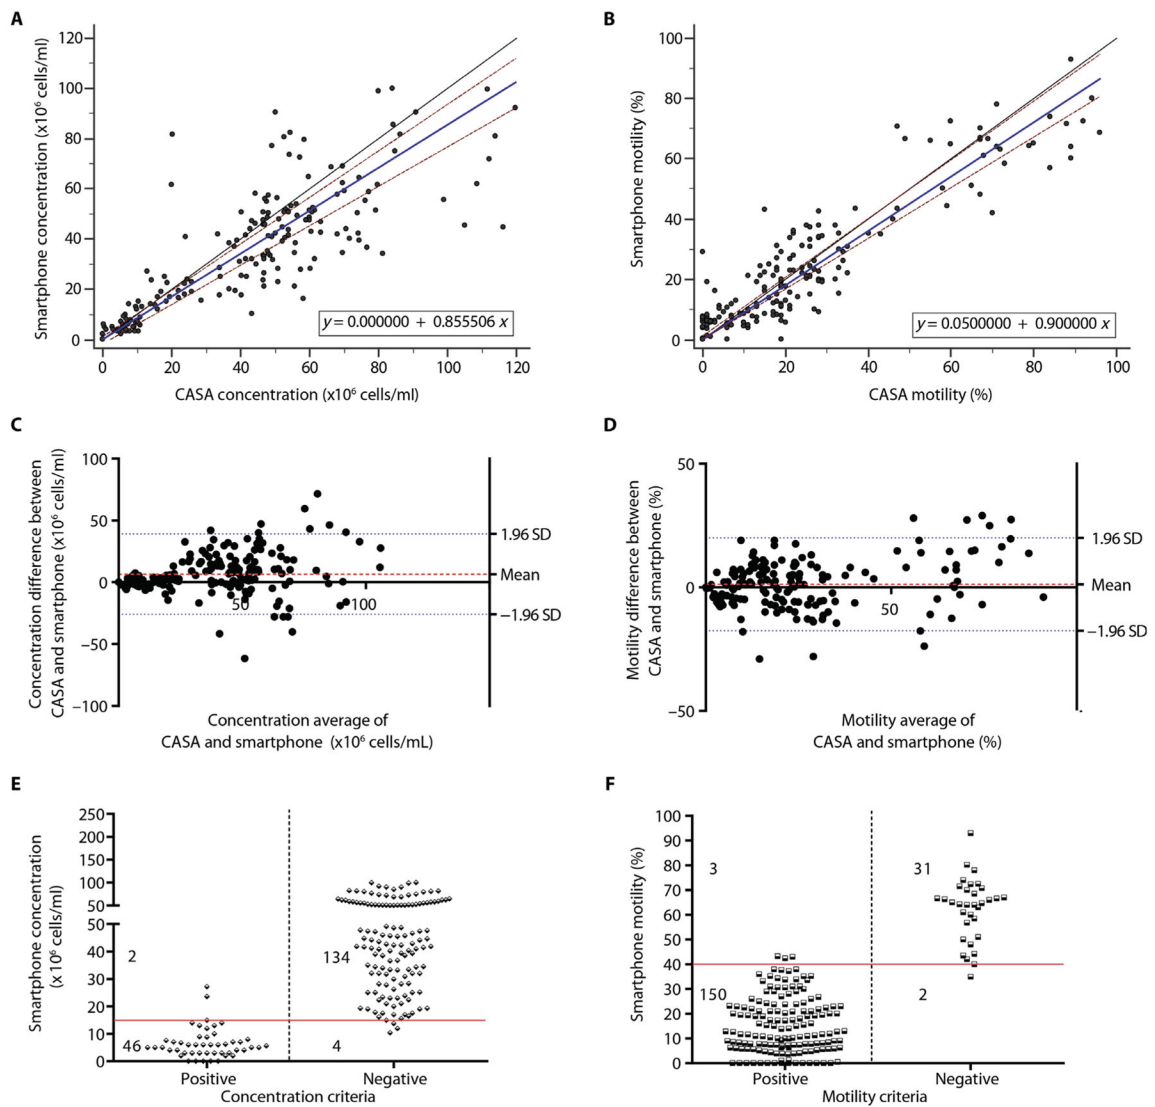 A
Smartphone concentration (x10⁶ cells/ml)
120
100
80
60
40
20
0
0 20 40 60 80 100 120
y = 0.000000 + 0.855506 x
CASA concentration (x10⁶ cells/ml)
B
Smartphone motility (%)
100
80
60
40
20
0
0 20 40 60 80 100
y = 0.0500000 + 0.900000 x
CASA motility (%)
C
Concentration difference between
CASA and smartphone (x10⁶ cells/ml)
100
50
0
−50
−100
50 100
1.96 SD
Mean
−1.96 SD
Concentration average of
CASA and smartphone (x10⁶ cells/mL)
D
Motility difference between
CASA and smartphone (%)
50
0
−50
50
1.96 SD
Mean
−1.96 SD
Motility average of
CASA and smartphone (%)
E
Smartphone concentration
(x10⁶ cells/ml)
250
200
150
100
50
50
40
30
20
10
0
2 134
46 4
Positive Negative
Concentration criteria
F
Smartphone motility (%)
100
90
80
70
60
50
40
30
20
10
0
3 31
150 2
Positive Negative
Motility criteria